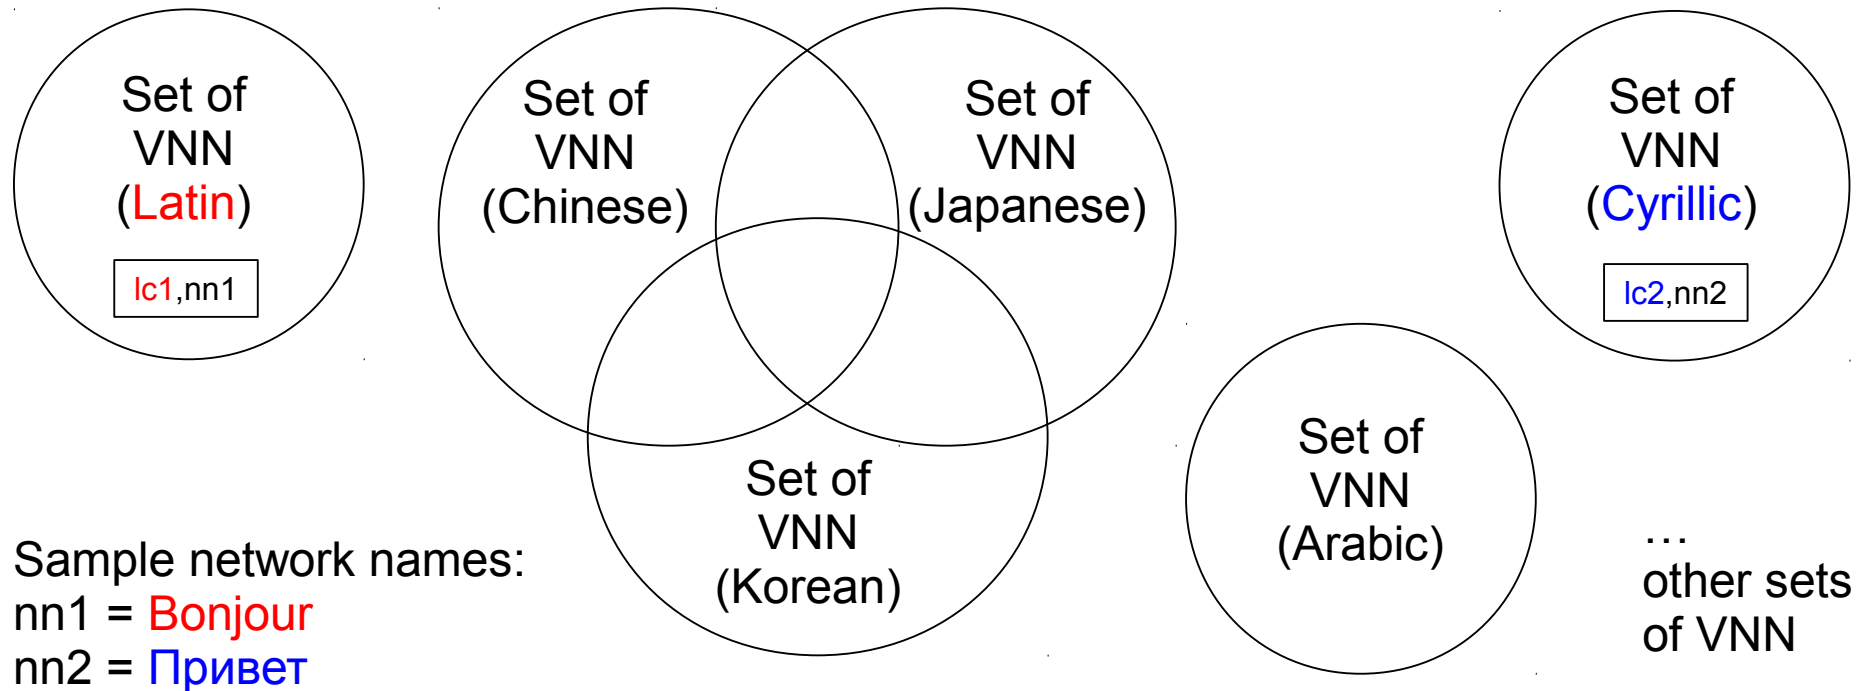 Set of
VNN
(Latin)
lc1,nn1
Set of
VNN
(Chinese)
Set of
VNN
(Japanese)
Set of
VNN
(Korean)
Set of
VNN
(Arabic)
Set of
VNN
(Cyrillic)
lc2,nn2
Sample network names:
nn1 = Bonjour
nn2 = Привет
…
other sets
of VNN